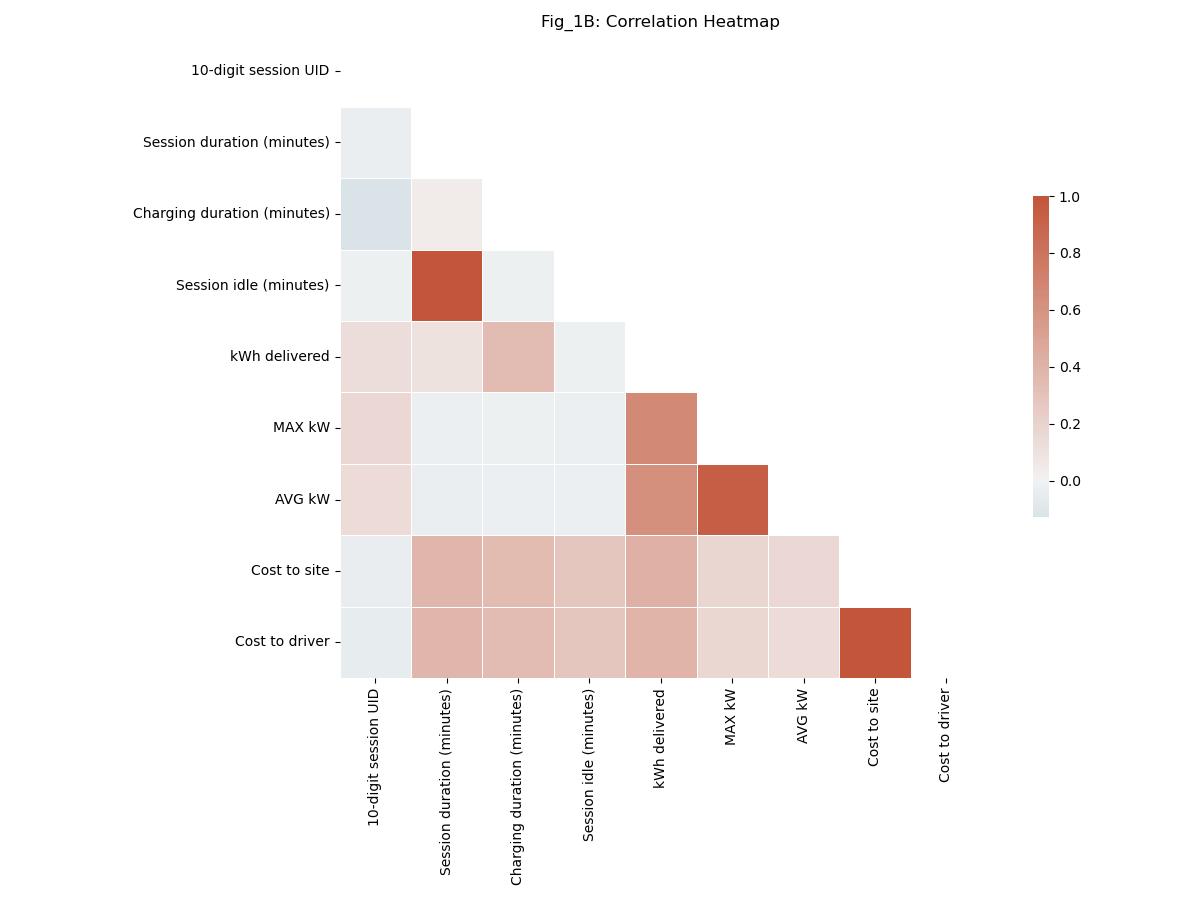 Fig_1B: Correlation Heatmap
10-digit session UID
Session duration (minutes)
Charging duration (minutes)
Session idle (minutes)
kWh delivered
MAX kW
AVG kW
Cost to site
Cost to driver
1.0
0.8
0.6
0.4
0.2
0.0
10-digit session UID
Session duration (minutes)
Charging duration (minutes)
Session idle (minutes)
kWh delivered
MAX kW
AVG kW
Cost to site
Cost to driver